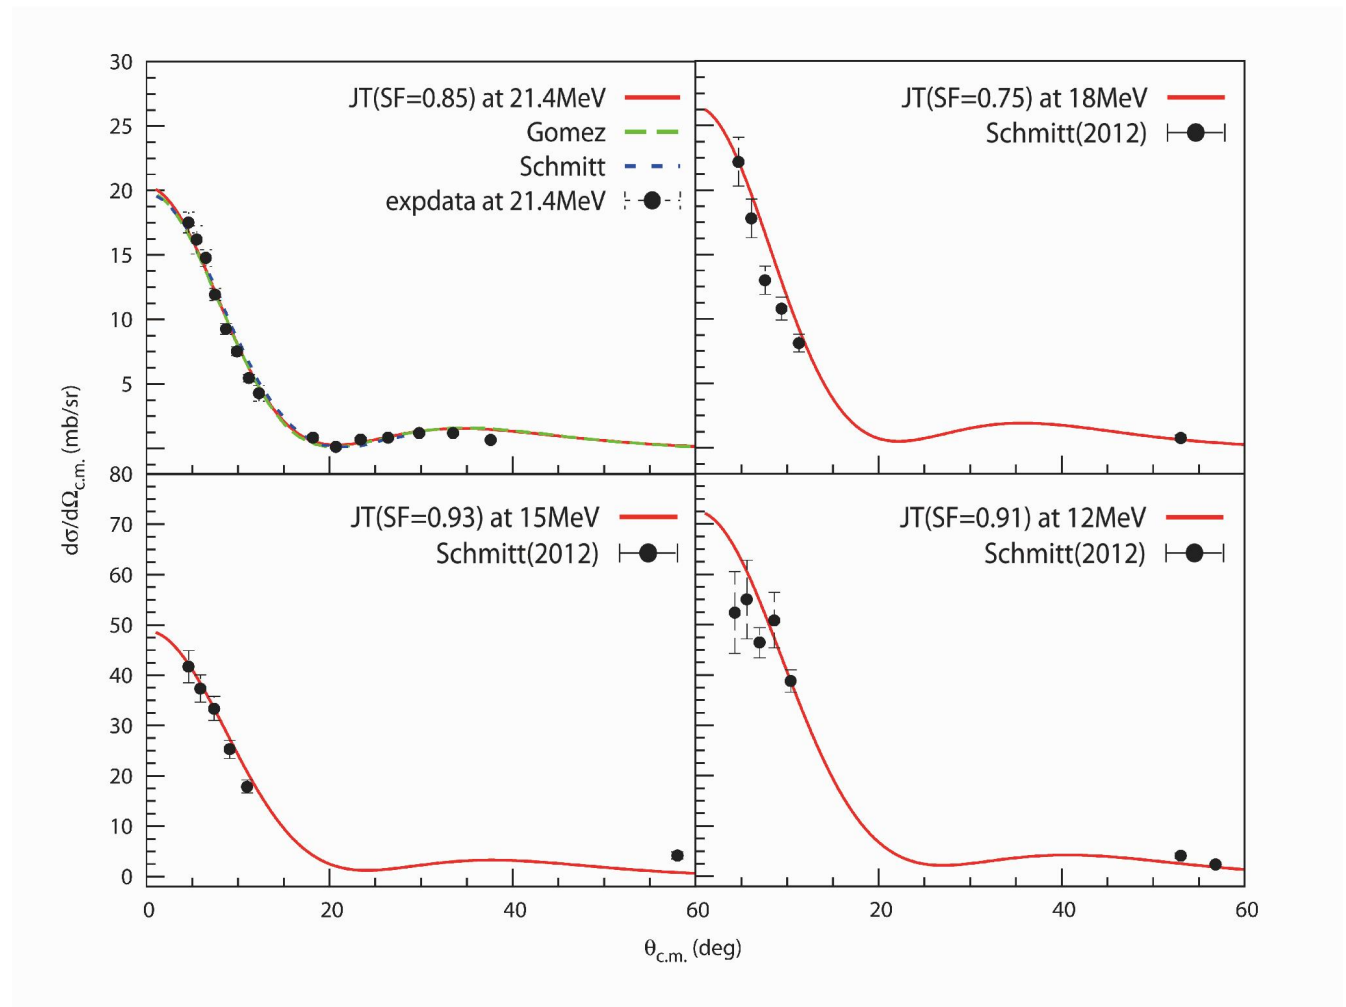 30
25
20
15
10
5
JT(SF=0.85) at 21.4MeV
Gomez
Schmitt
expdata at 21.4MeV
JT(SF=0.75) at 18MeV
Schmitt(2012)
dσ/dΩc.m. (mb/sr)
80
70
60
50
40
30
20
10
0
JT(SF=0.93) at 15MeV
Schmitt(2012)
JT(SF=0.91) at 12MeV
Schmitt(2012)
0 20 40 60 20 40 60
θc.m. (deg)